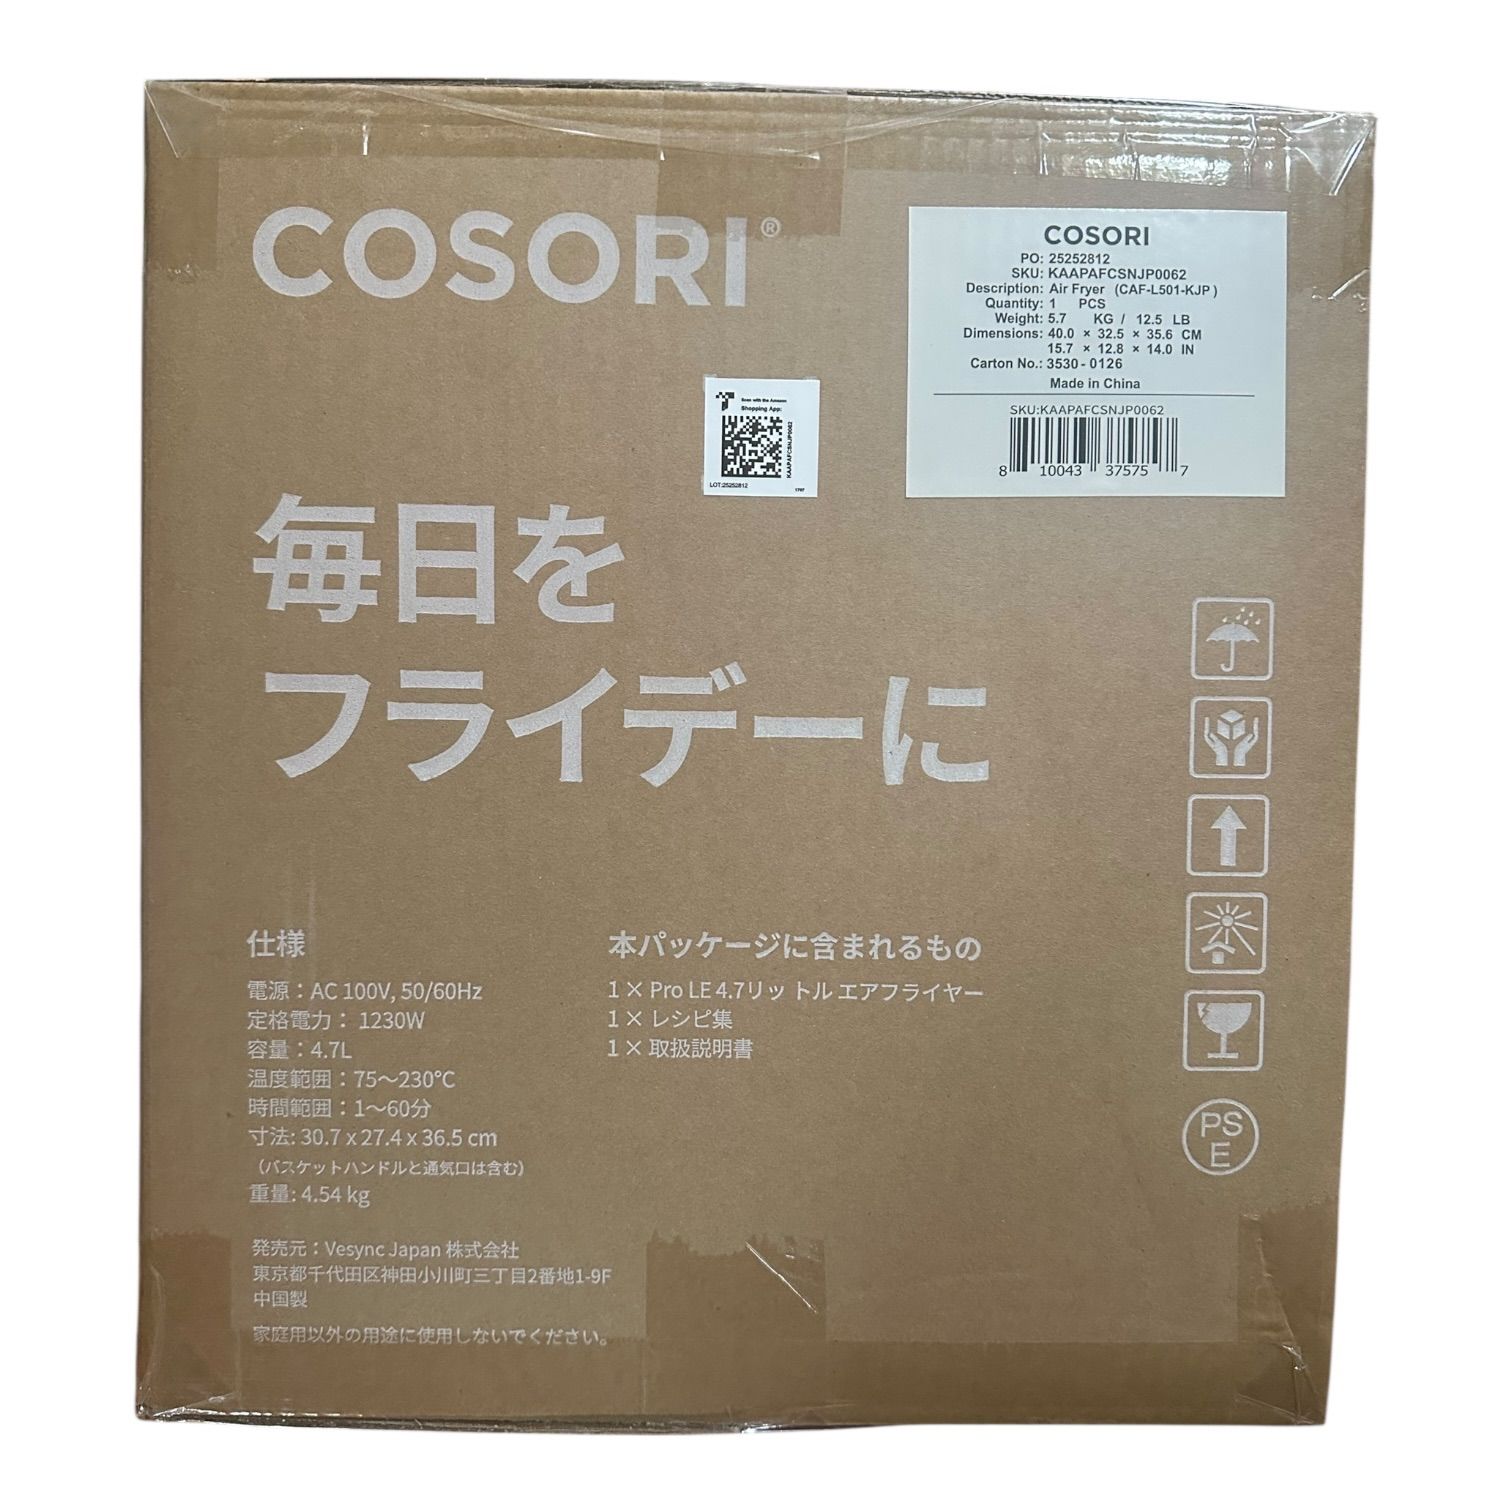 COSORI®
COSORI
PO: 25252812
SKU: KAAPAFCSNJP0062
Description: Air Fryer (CAF-L501-KJP)
Quantity: 1 PCS
Weight: 5.7 KG / 12.5 LB
Dimensions: 40.0 × 32.5 × 35.6 CM
15.7 × 12.8 × 14.0 IN
Carton No.: 3530-0126
Made in China
SKU:KAAPAFCSNJP0062
8 10043 37575 7
Scan with the Amazon
Shopping App:
KAAPAFCSNJP0062
LOT:25252812
1797
毎日を
フライデーに
仕様
電源：AC 100V, 50/60Hz
定格電力： 1230W
容量：4.7L
温度範囲：75～230℃
時間範囲：1～60分
寸法: 30.7 x 27.4 x 36.5 cm
（バスケットハンドルと通気口は含む）
重量: 4.54 kg
本パッケージに含まれるもの
1 × Pro LE 4.7リットル エアフライヤー
1 × レシピ集
1 × 取扱説明書
PS
E
発売元：Vesync Japan 株式会社
東京都千代田区神田小川町三丁目2番地1-9F
中国製
家庭用以外の用途に使用しないでください。